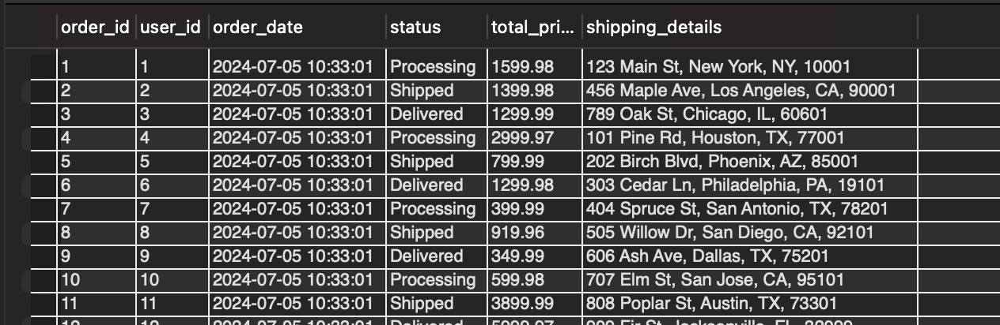 order_id user_id order_date status total_pri... shipping_details
1 1 2024-07-05 10:33:01 Processing 1599.98 123 Main St, New York, NY, 10001
2 2 2024-07-05 10:33:01 Shipped 1399.98 456 Maple Ave, Los Angeles, CA, 90001
3 3 2024-07-05 10:33:01 Delivered 1299.99 789 Oak St, Chicago, IL, 60601
4 4 2024-07-05 10:33:01 Processing 2999.97 101 Pine Rd, Houston, TX, 77001
5 5 2024-07-05 10:33:01 Shipped 799.99 202 Birch Blvd, Phoenix, AZ, 85001
6 6 2024-07-05 10:33:01 Delivered 1299.98 303 Cedar Ln, Philadelphia, PA, 19101
7 7 2024-07-05 10:33:01 Processing 399.99 404 Spruce St, San Antonio, TX, 78201
8 8 2024-07-05 10:33:01 Shipped 919.96 505 Willow Dr, San Diego, CA, 92101
9 9 2024-07-05 10:33:01 Delivered 349.99 606 Ash Ave, Dallas, TX, 75201
10 10 2024-07-05 10:33:01 Processing 599.98 707 Elm St, San Jose, CA, 95101
11 11 2024-07-05 10:33:01 Shipped 3899.99 808 Poplar St, Austin, TX, 73301